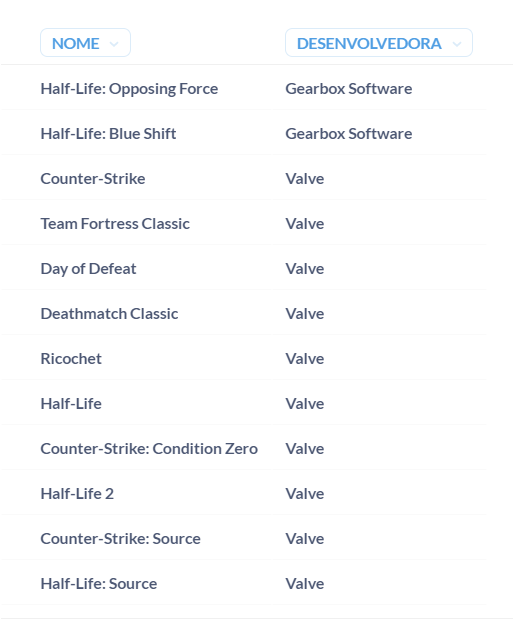 NOME DESENVOLVEDORA
Half-Life: Opposing Force Gearbox Software
Half-Life: Blue Shift Gearbox Software
Counter-Strike Valve
Team Fortress Classic Valve
Day of Defeat Valve
Deathmatch Classic Valve
Ricochet Valve
Half-Life Valve
Counter-Strike: Condition Zero Valve
Half-Life 2 Valve
Counter-Strike: Source Valve
Half-Life: Source Valve